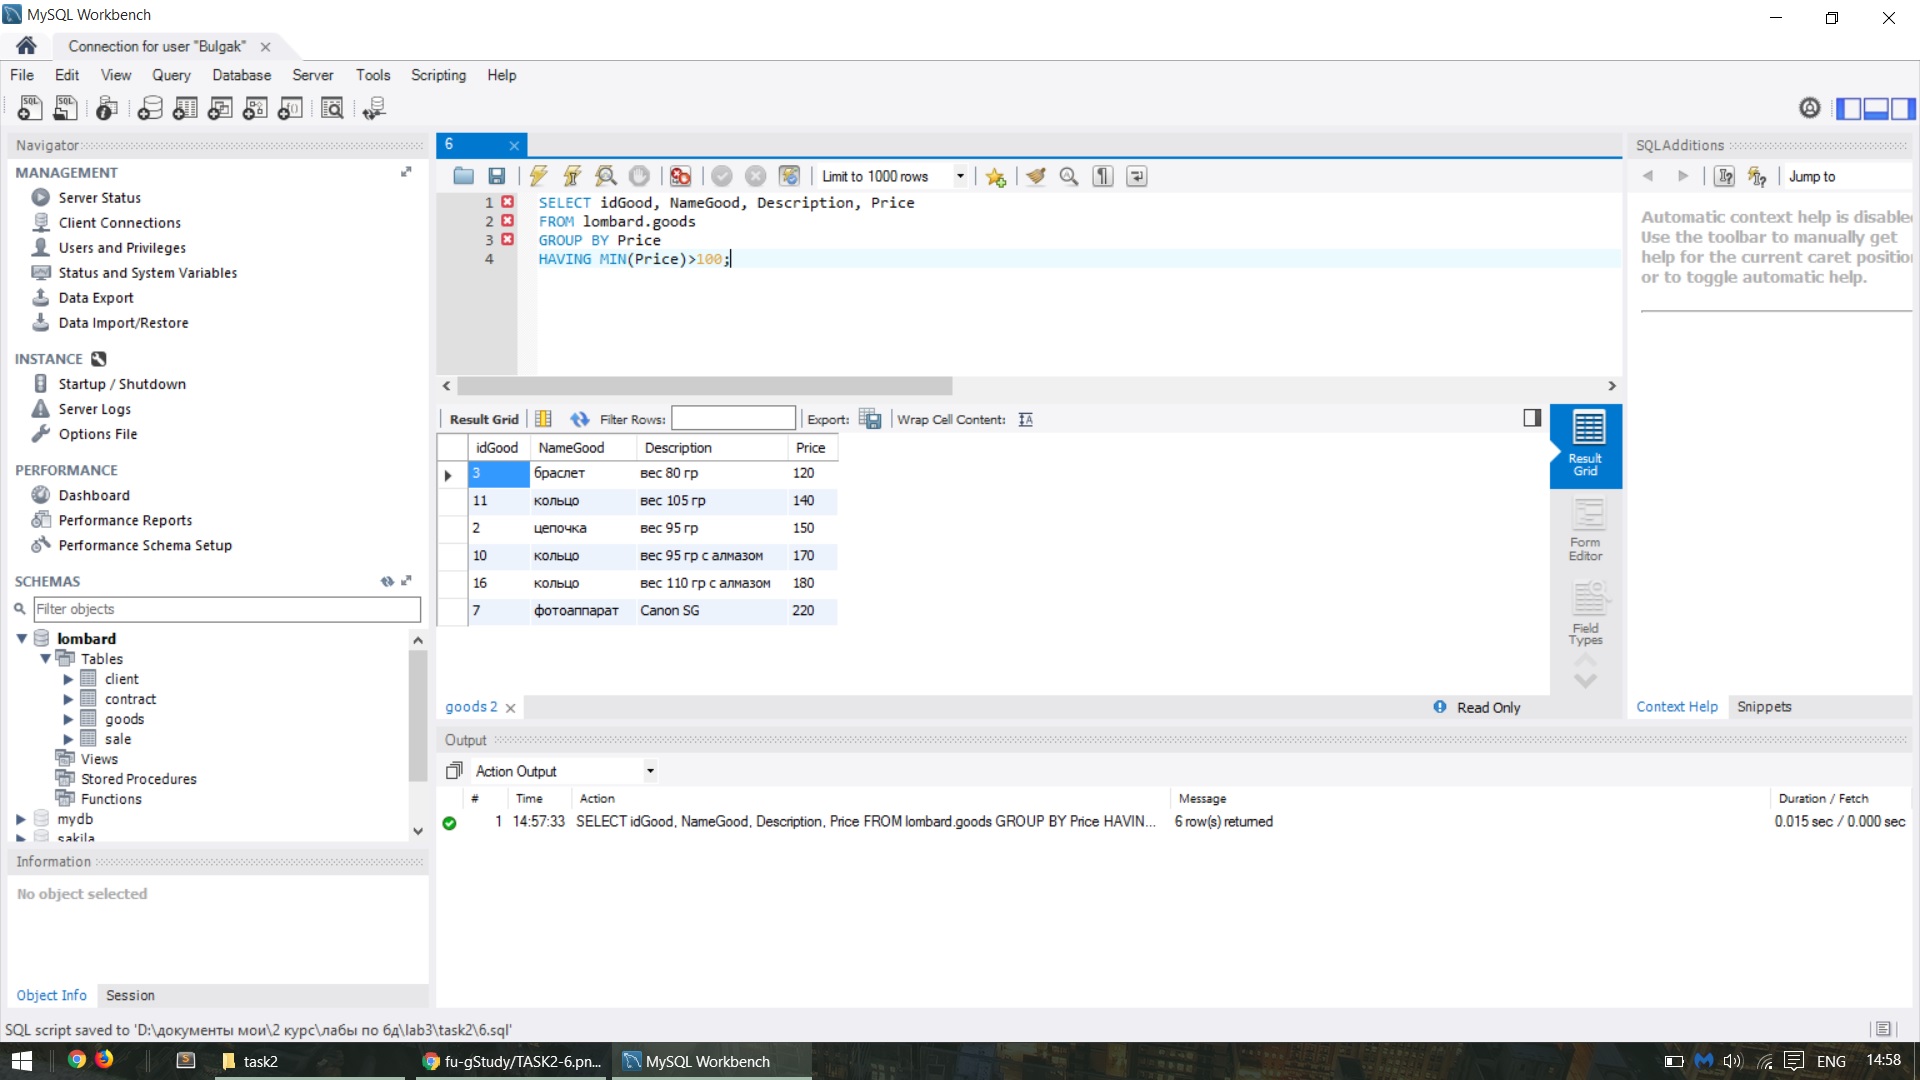 MySQL Workbench
Connection for user "Bulgak"
File Edit View Query Database Server Tools Scripting Help
Navigator
MANAGEMENT
Server Status
Client Connections
Users and Privileges
Status and System Variables
Data Export
Data Import/Restore
INSTANCE
Startup / Shutdown
Server Logs
Options File
PERFORMANCE
Dashboard
Performance Reports
Performance Schema Setup
SCHEMAS
Filter objects
lombard
Tables
client
contract
goods
sale
Views
Stored Procedures
Functions
mydb
sakila
Information
No object selected
Object Info Session
6
Limit to 1000 rows
1 SELECT idGood, NameGood, Description, Price
2 FROM lombard.goods
3 GROUP BY Price
4 HAVING MIN(Price)>100;
Result Grid Filter Rows: Export: Wrap Cell Content:
idGood NameGood Description Price
3 браслет вес 80 гр 120
11 кольцо вес 105 гр 140
2 цепочка вес 95 гр 150
10 кольцо вес 95 гр с алмазом 170
16 кольцо вес 110 гр с алмазом 180
7 фотоаппарат Canon SG 220
Result
Grid
Form
Editor
Field
Types
goods 2
Read Only
Output
Action Output
# Time Action Message Duration / Fetch
1 14:57:33 SELECT idGood, NameGood, Description, Price FROM lombard.goods GROUP BY Price HAVIN... 6 row(s) returned 0.015 sec / 0.000 sec
SQLAdditions
Jump to
Automatic context help is disable
Use the toolbar to manually get
help for the current caret positio
or to toggle automatic help.
Context Help Snippets
SQL script saved to 'D:\документы мои\2 курс\лабы по бд\lab3\task2\6.sql'
task2
fu-gStudy/TASK2-6.pn...
MySQL Workbench
ENG
14:58